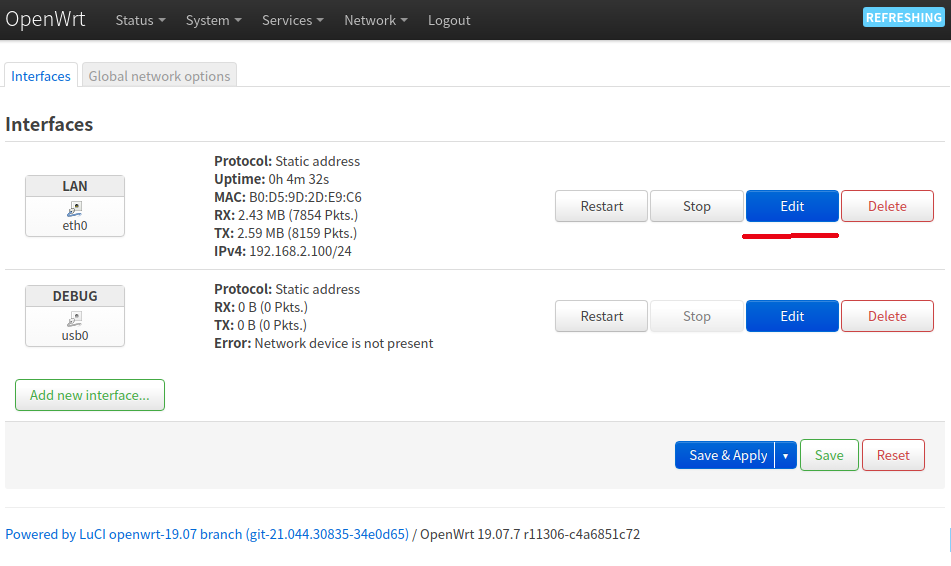 OpenWrt Status System Services Network Logout REFRESHING
Interfaces Global network options
Interfaces
LAN
eth0
Protocol: Static address
Uptime: 0h 4m 32s
MAC: B0:D5:9D:2D:E9:C6
RX: 2.43 MB (7854 Pkts.)
TX: 2.59 MB (8159 Pkts.)
IPv4: 192.168.2.100/24
Restart Stop Edit Delete
DEBUG
usb0
Protocol: Static address
RX: 0 B (0 Pkts.)
TX: 0 B (0 Pkts.)
Error: Network device is not present
Restart Stop Edit Delete
Add new interface...
Save & Apply Save Reset
Powered by LuCI openwrt-19.07 branch (git-21.044.30835-34e0d65) / OpenWrt 19.07.7 r11306-c4a6851c72